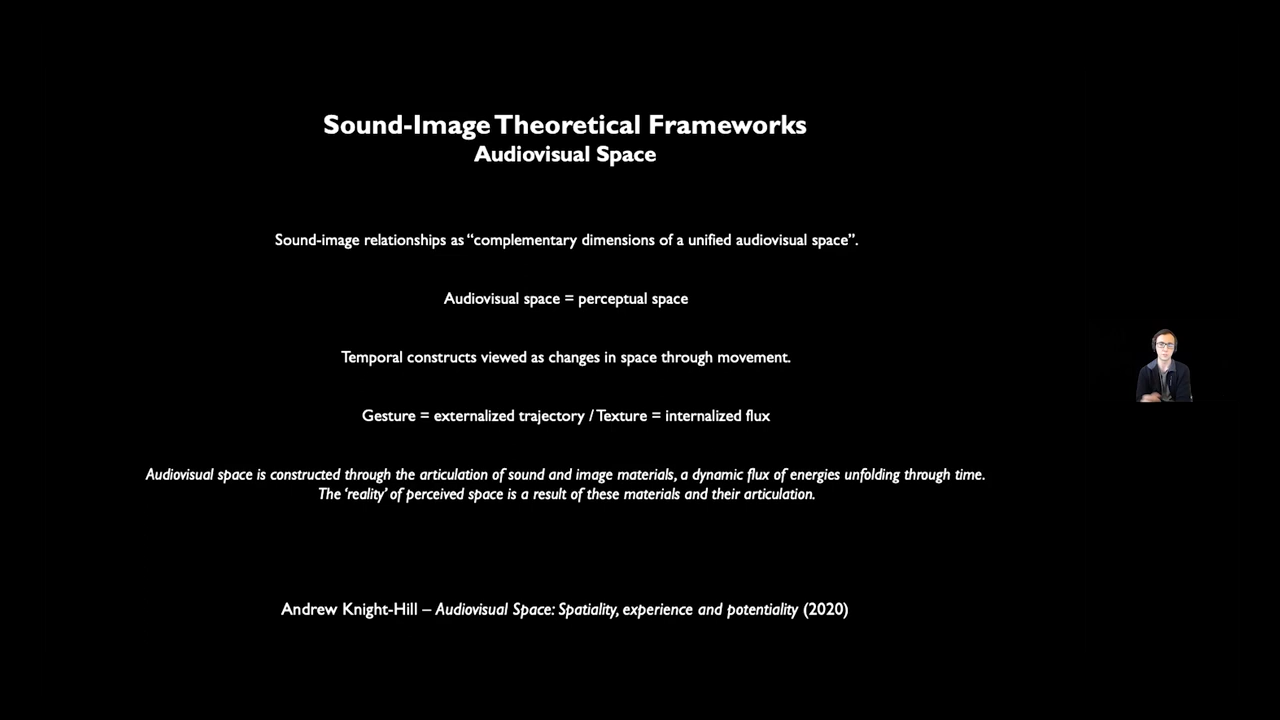 Sound-Image Theoretical Frameworks
Audiovisual Space
Sound-image relationships as “complementary dimensions of a unified audiovisual space”.
Audiovisual space = perceptual space
Temporal constructs viewed as changes in space through movement.
Gesture = externalized trajectory / Texture = internalized flux
Audiovisual space is constructed through the articulation of sound and image materials, a dynamic flux of energies unfolding through time.
The ‘reality’ of perceived space is a result of these materials and their articulation.
Andrew Knight-Hill – Audiovisual Space: Spatiality, experience and potentiality (2020)